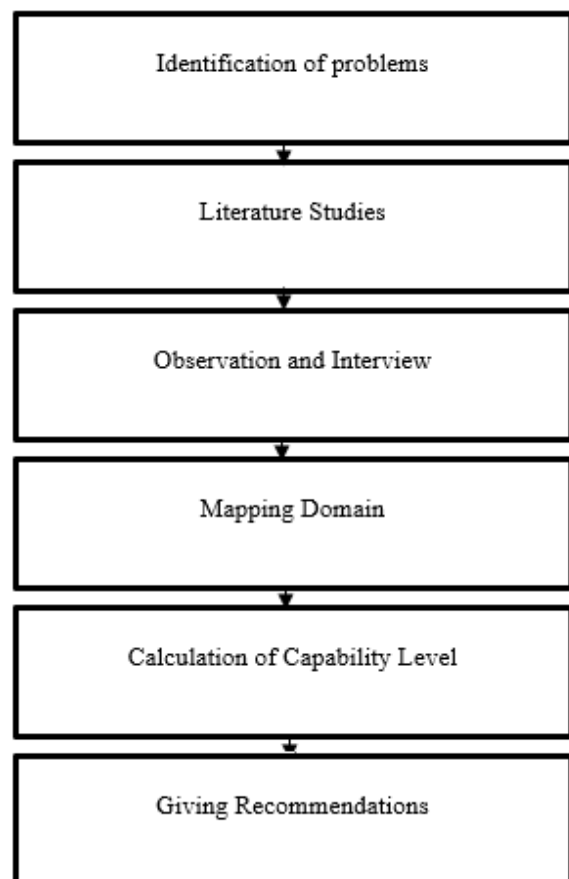 Identification of problems
Literature Studies
Observation and Interview
Mapping Domain
Calculation of Capability Level
Giving Recommendations